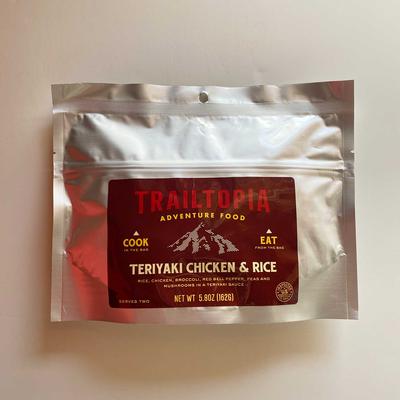 TRAILTOPIA
ADVENTURE FOOD
COOK
IN THE BAG
EAT
FROM THE BAG
TERIYAKI CHICKEN & RICE
RICE, CHICKEN, BROCCOLI, RED BELL PEPPER, PEAS AND
MUSHROOMS IN A TERIYAKI SAUCE
SERVES TWO
NET WT 5.8OZ (162G)